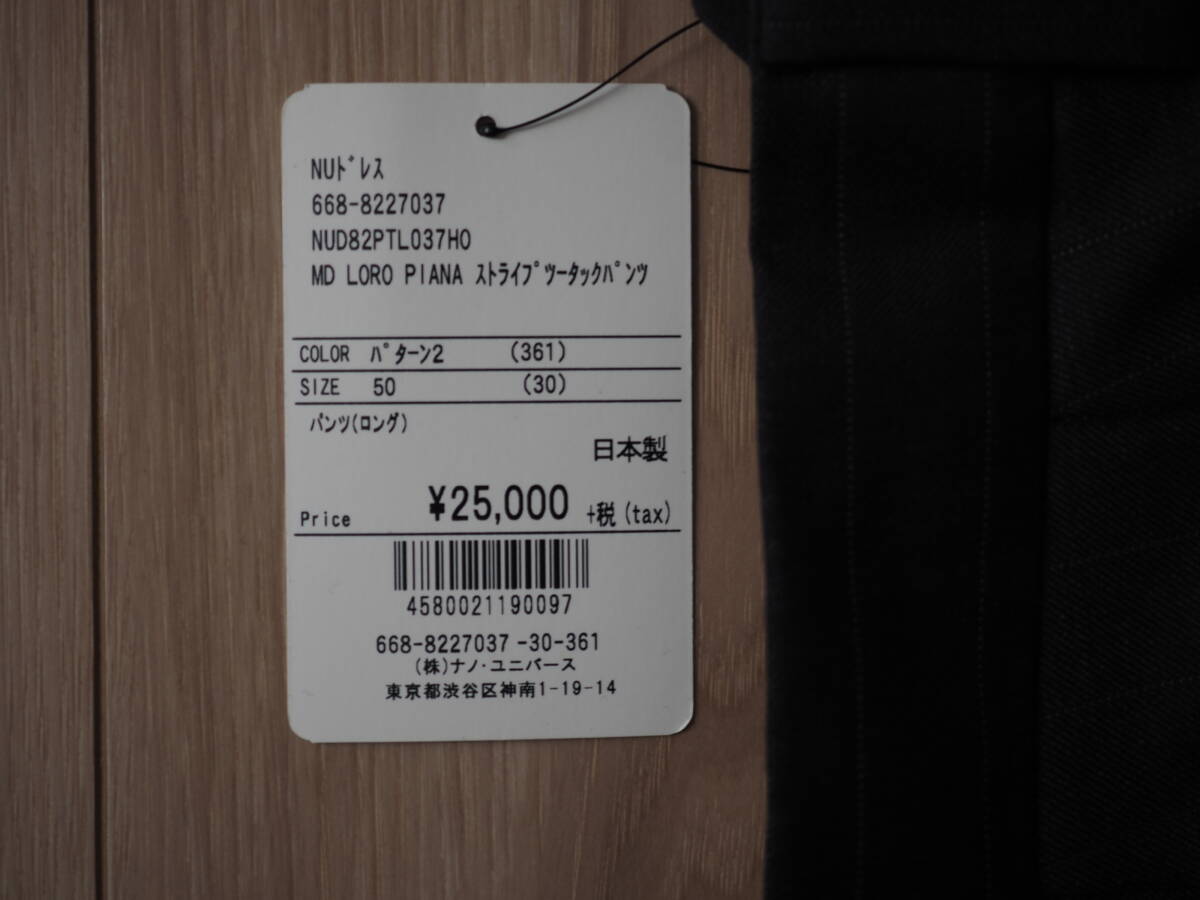 NUﾄﾞﾚｽ
668-8227037
NUD82PTL037HO
MD LORO PIANA ｽﾄﾗｲﾌﾟﾂｰﾀｯｸﾊﾟﾝﾂ
COLOR ﾊﾟﾀｰﾝ2 (361)
SIZE 50 (30)
ﾊﾟﾝﾂ(ﾛﾝｸﾞ)
日本製
Price ¥25,000 +税(tax)
4580021190097
668-8227037 -30-361
(株)ナノ・ユニバース
東京都渋谷区神南1-19-14